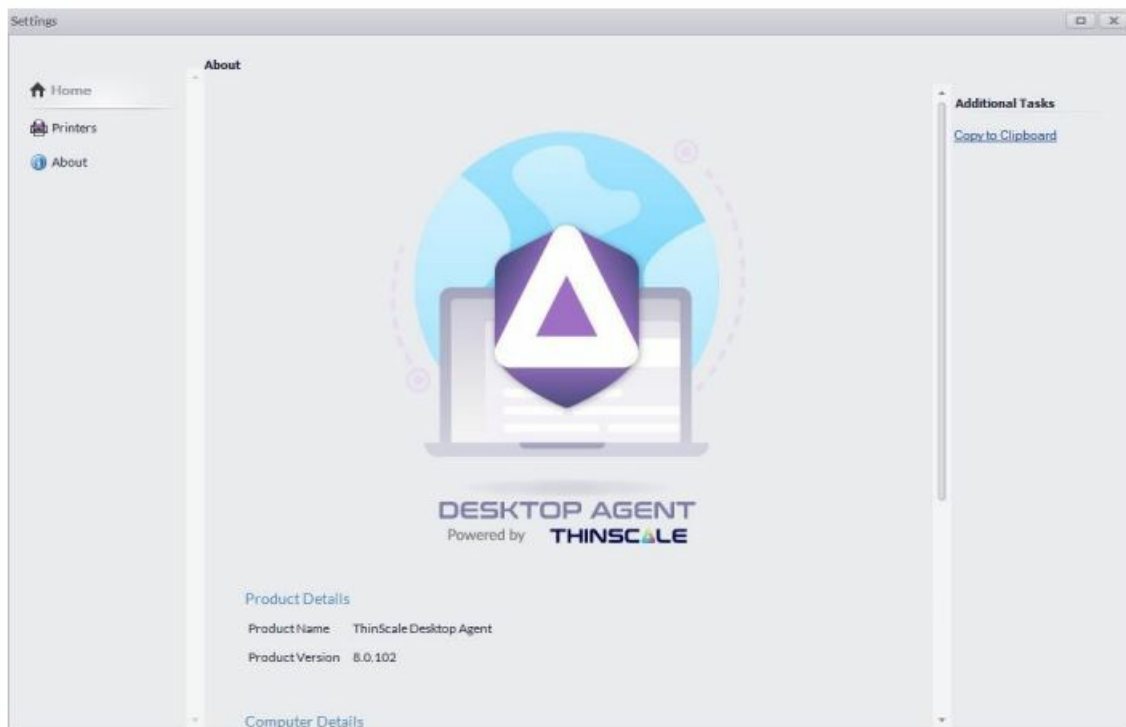 Settings
Home
Printers
About
About
DESKTOP AGENT
Powered by THINSCALE
Product Details
Product Name ThinScale Desktop Agent
Product Version 8.0.102
Computer Details
Additional Tasks
Copy to Clipboard